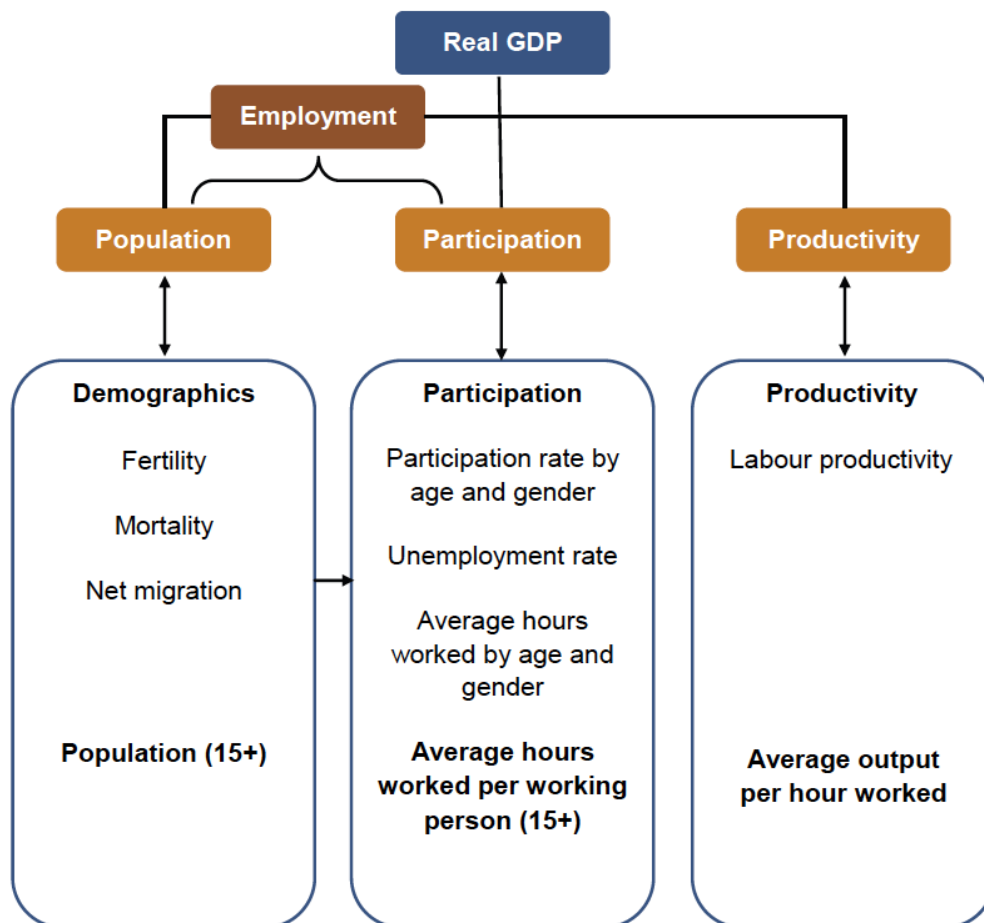 Real GDP
Employment
Population
Participation
Productivity
Demographics
Fertility
Mortality
Net migration
Population (15+)
Participation
Participation rate by
age and gender
Unemployment rate
Average hours
worked by age and
gender
Average hours
worked per working
person (15+)
Productivity
Labour productivity
Average output
per hour worked